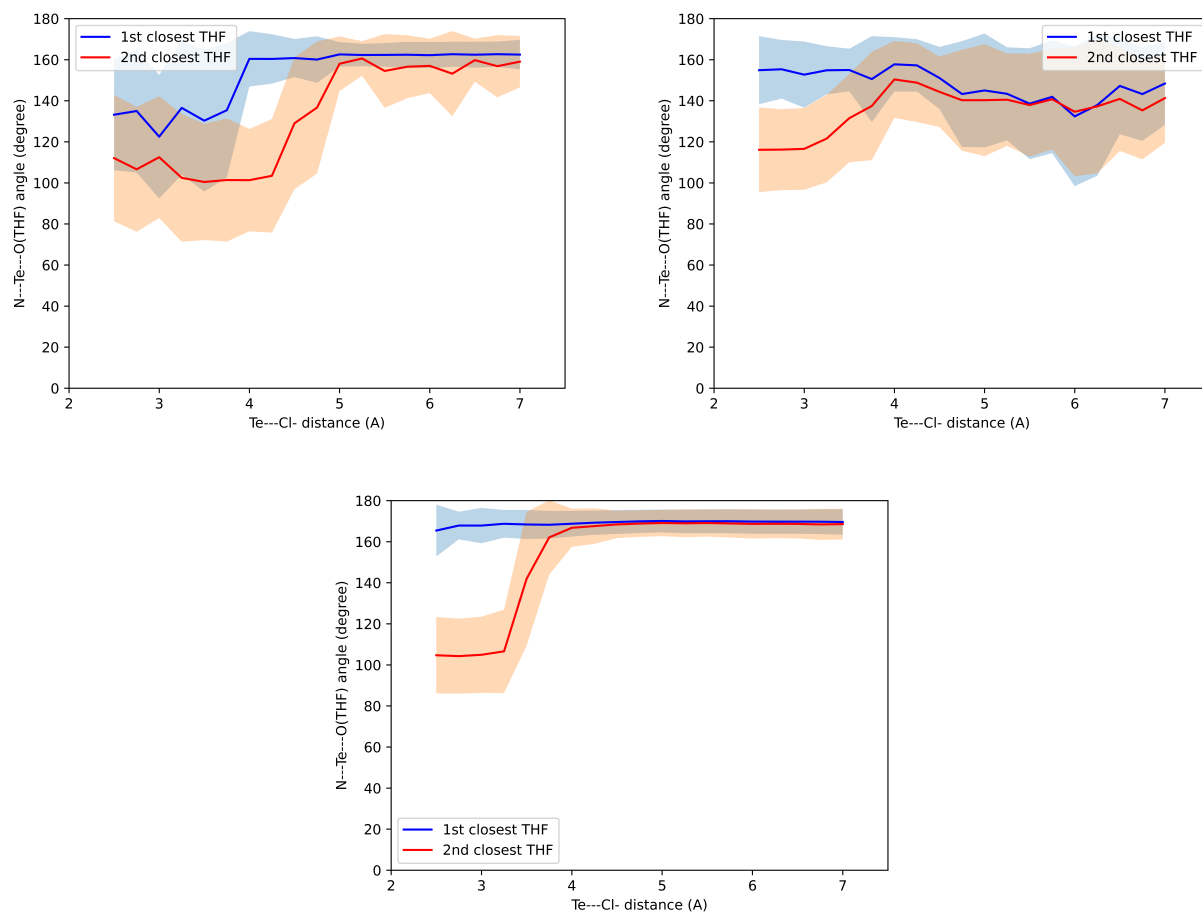 180
160
140
120
100
80
60
40
20
0
N---Te---O(THF) angle (degree)
1st closest THF
2nd closest THF
2 3 4 5 6 7
Te---Cl- distance (A)
180
160
140
120
100
80
60
40
20
0
N---Te---O(THF) angle (degree)
1st closest THF
2nd closest THF
2 3 4 5 6 7
Te---Cl- distance (A)
180
160
140
120
100
80
60
40
20
0
N---Te---O(THF) angle (degree)
1st closest THF
2nd closest THF
2 3 4 5 6 7
Te---Cl- distance (A)